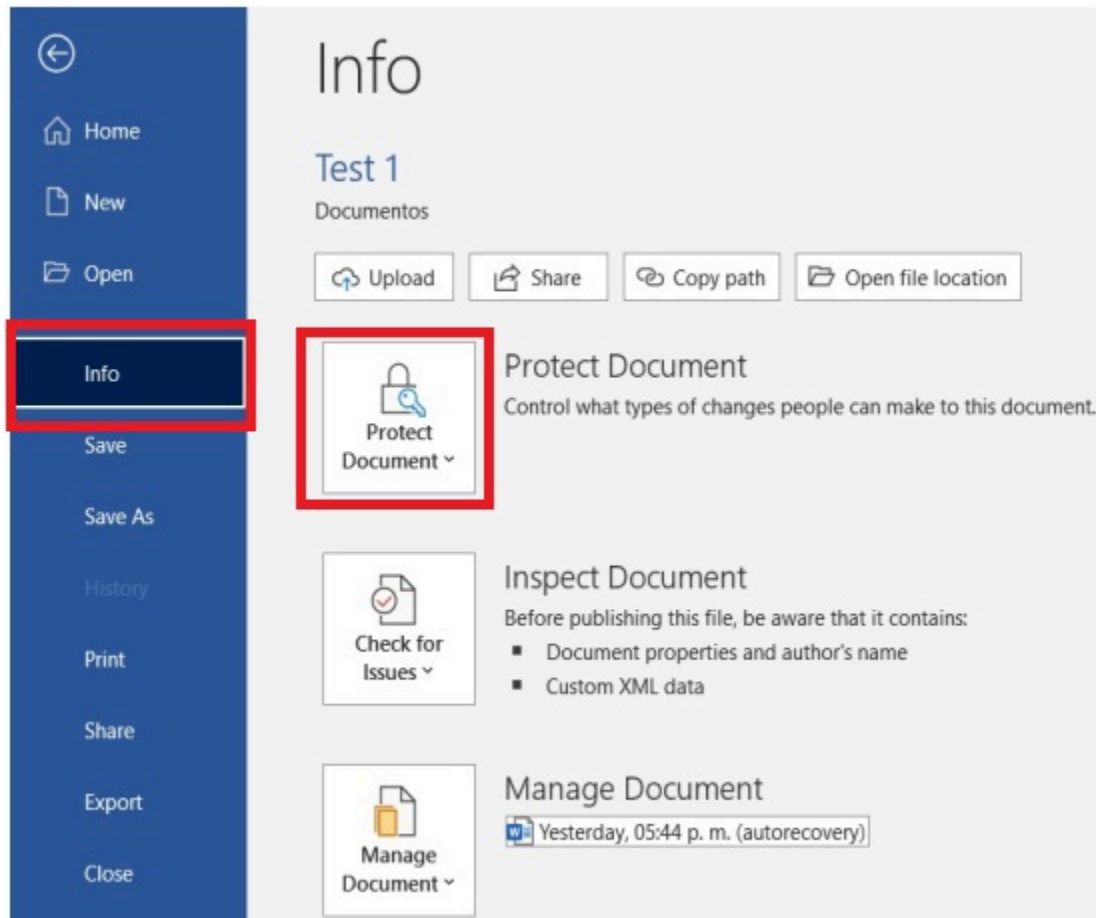 Info
Home
New
Open
Info
Save
Save As
History
Print
Share
Export
Close
Test 1
Documentos
Upload
Share
Copy path
Open file location
Protect
Document
Protect Document
Control what types of changes people can make to this document.
Check for
Issues
Inspect Document
Before publishing this file, be aware that it contains:
Document properties and author's name
Custom XML data
Manage
Document
Manage Document
Yesterday, 05:44 p. m. (autorecovery)